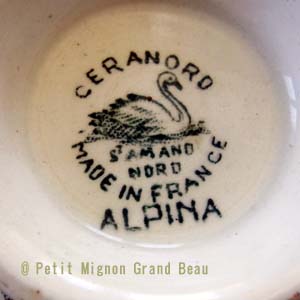 CERANORD
ST AMAND
NORD
MADE IN FRANCE
ALPINA
@ Petit Mignon Grand Beau